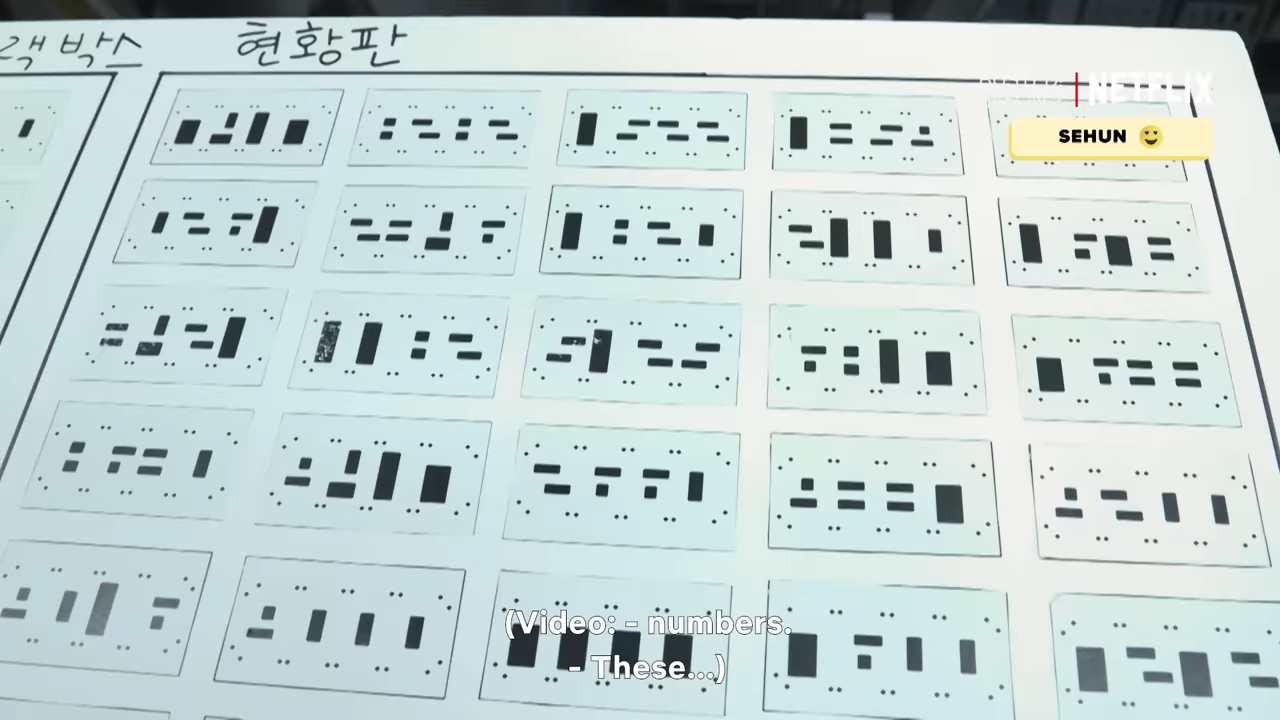 랙 박스 현황판
NETFLIX
SEHUN
(Video: - numbers.
- These...)